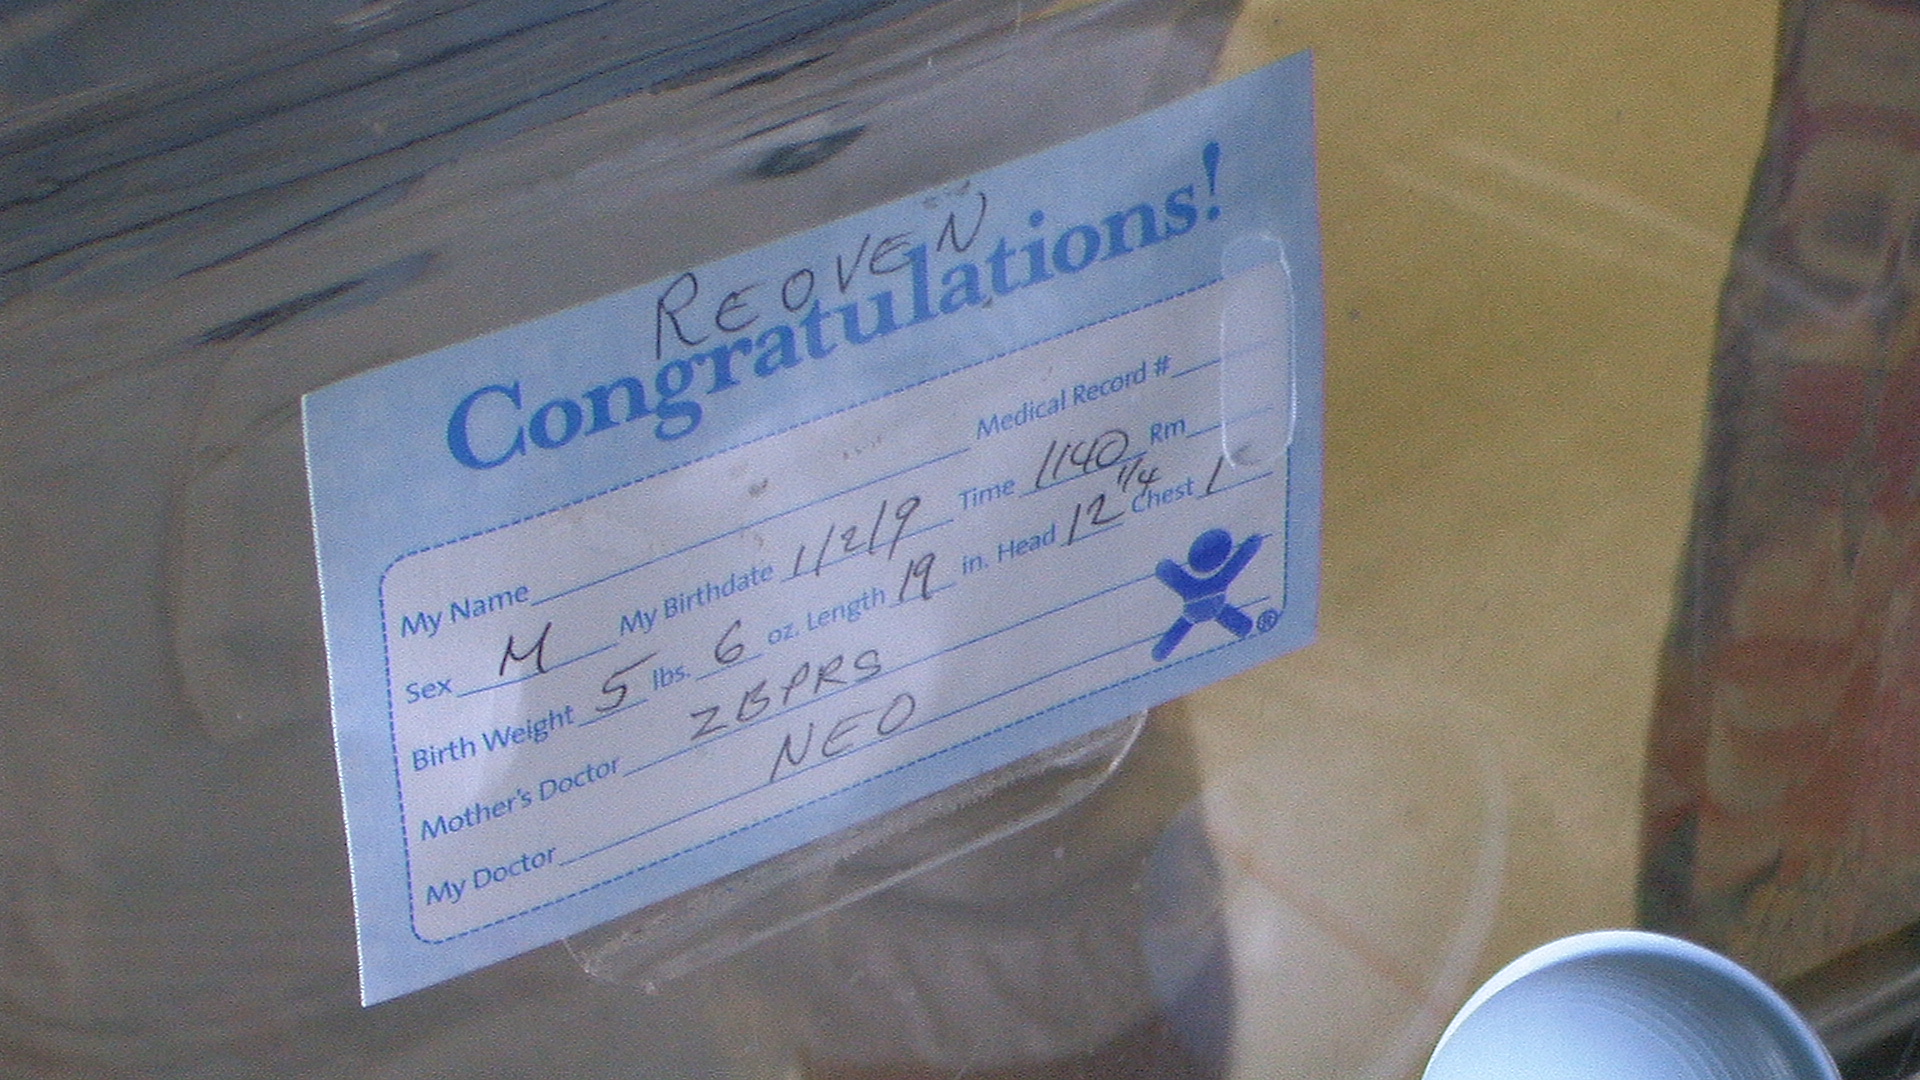 REOVEN
Congratulations!
My Name Medical Record #
Sex M My Birthdate 1/2/9 Time 1140 Rm
Birth Weight 5 lbs. 6 oz. Length 19 in. Head 12 1/4 Chest
Mother's Doctor ZBPRS
My Doctor NEO
®